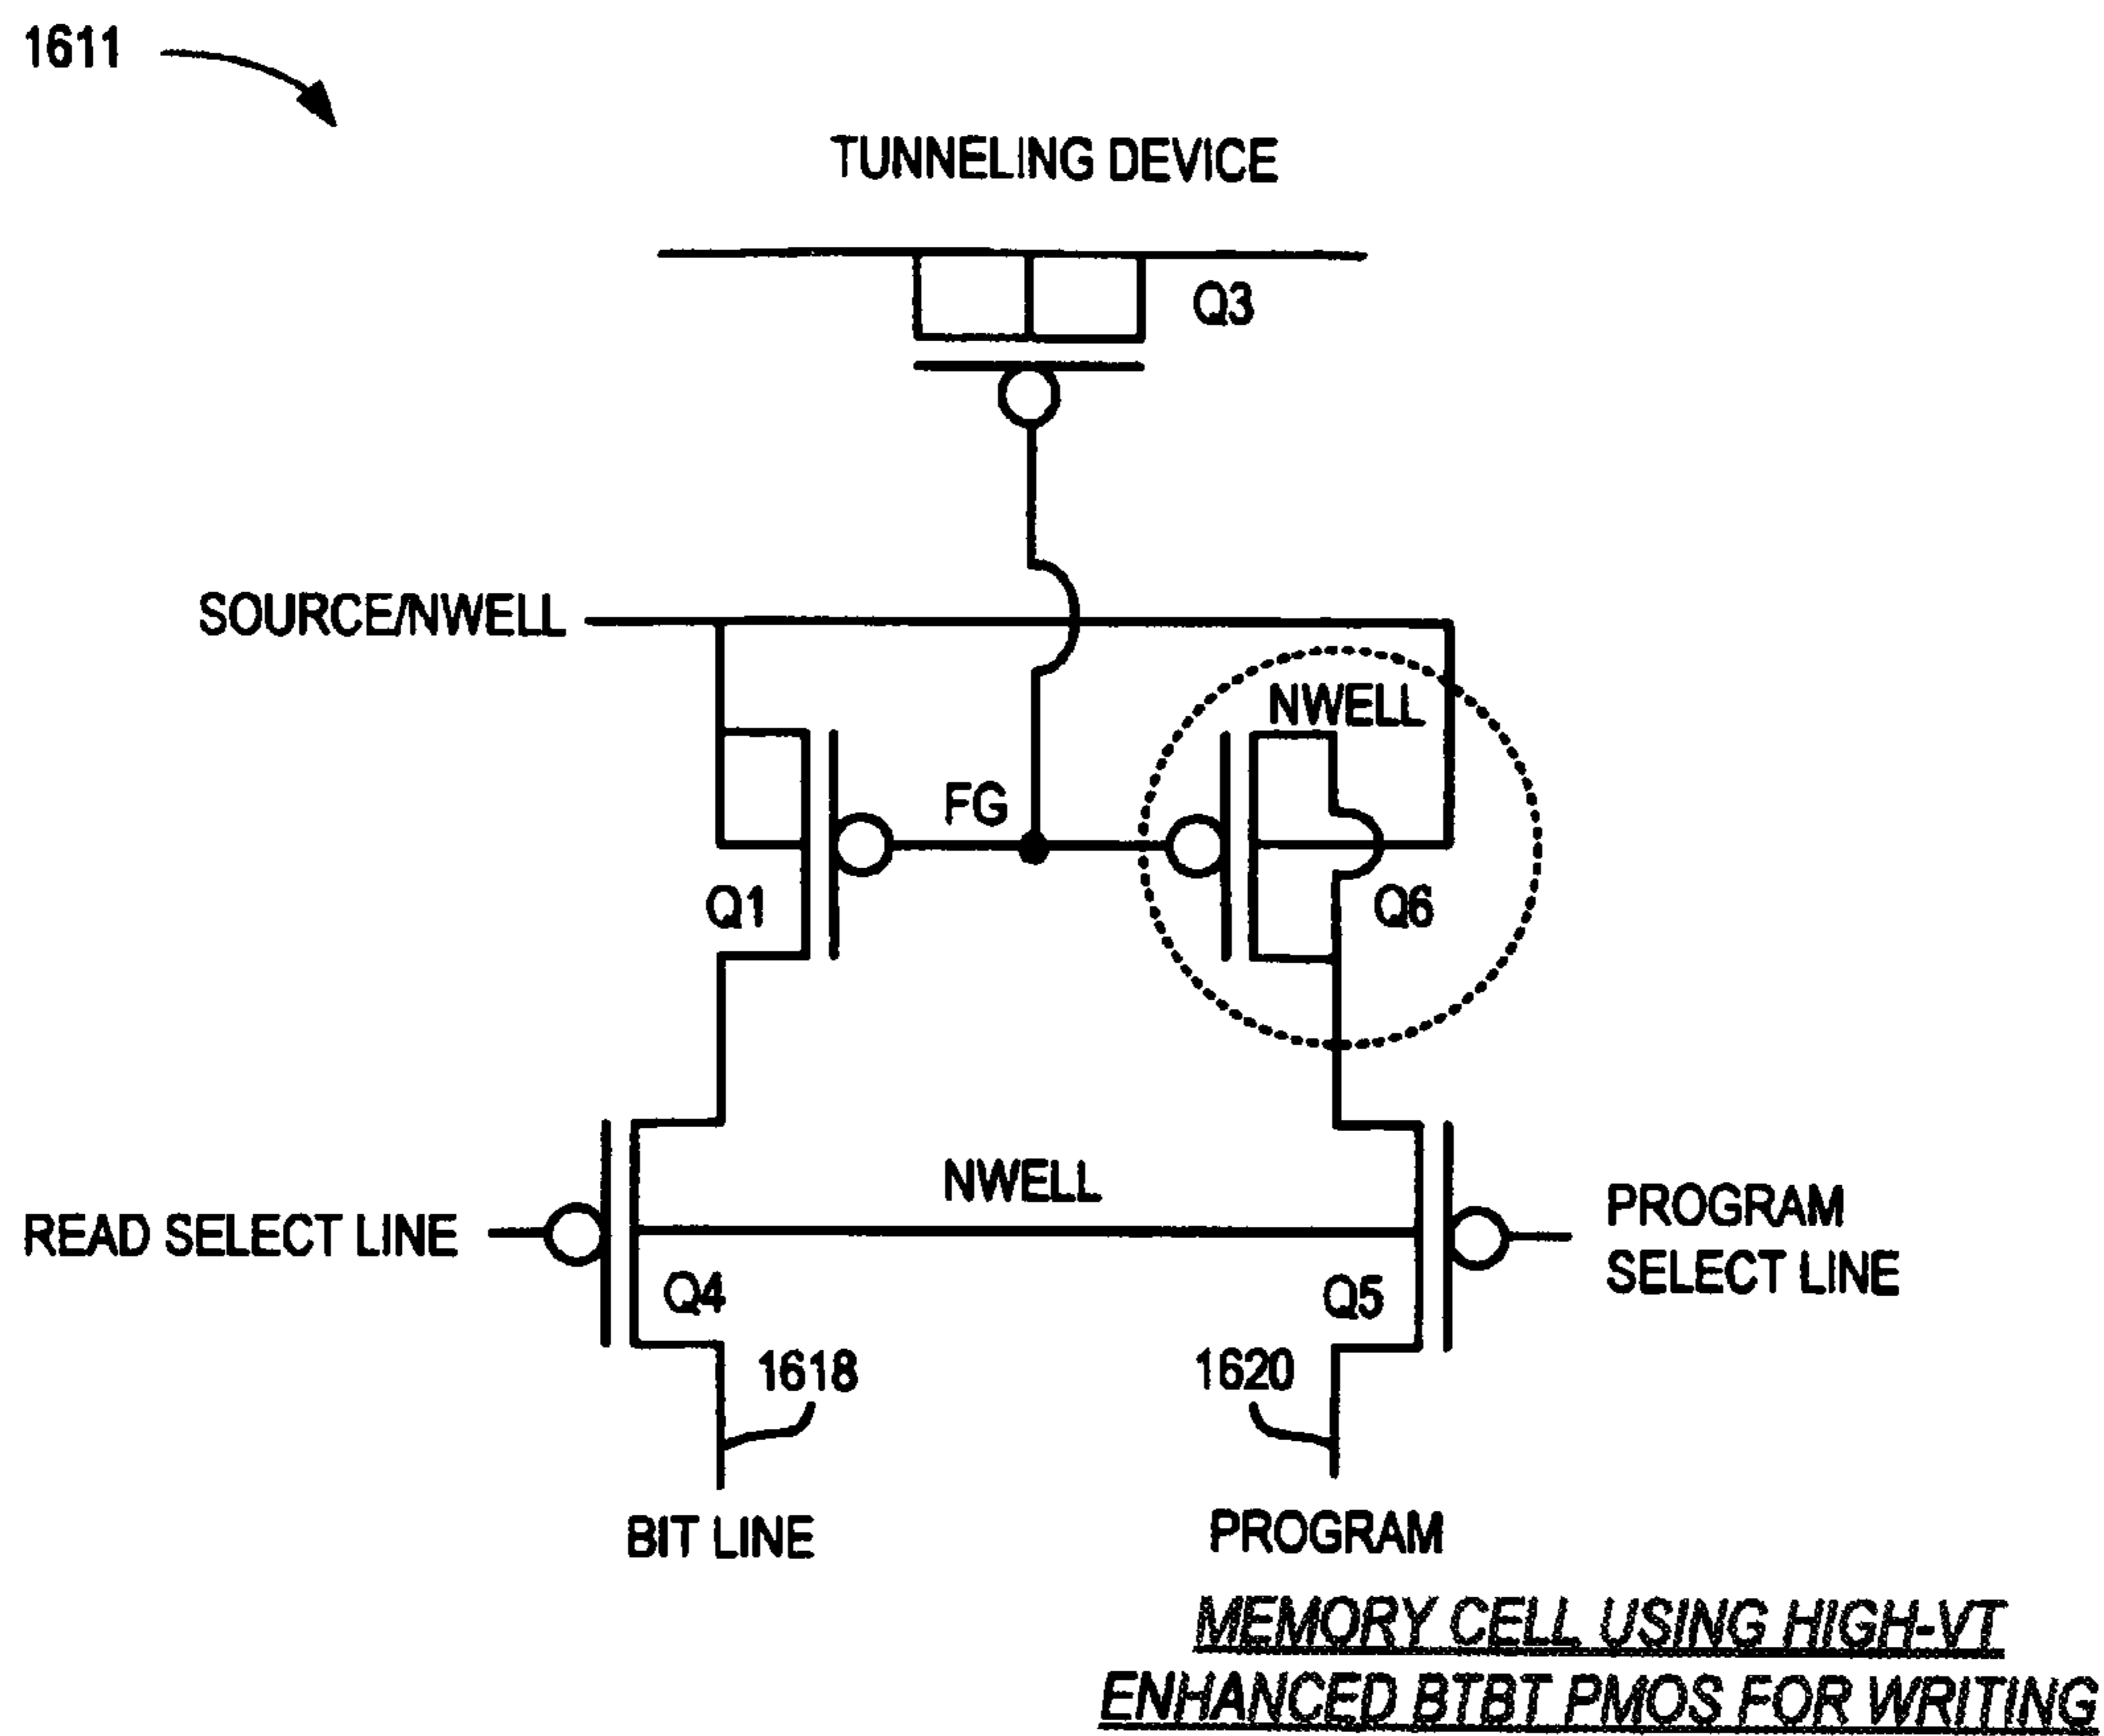 1611
TUNNELING DEVICE
Q3
SOURCE/NWELL
NWELL
FG
Q1
Q6
NWELL
READ SELECT LINE
PROGRAM
SELECT LINE
Q4
Q5
1618
1620
BIT LINE
PROGRAM
MEMORY CELL USING HIGH-VT
ENHANCED BTBT PMOS FOR WRITING